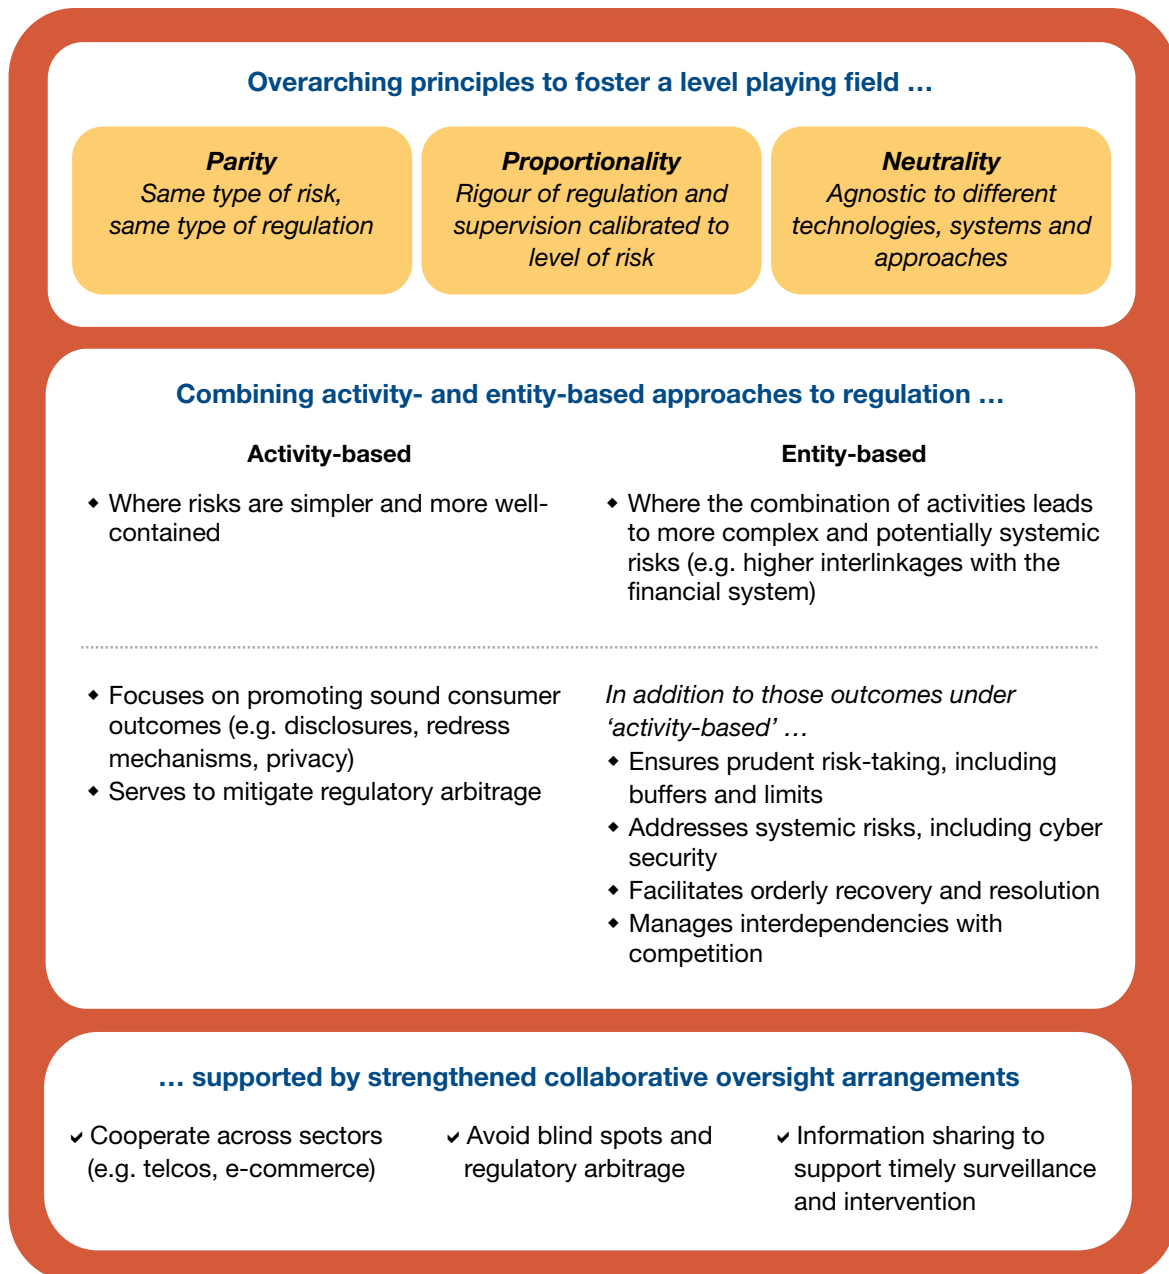 Overarching principles to foster a level playing field …
Parity
Same type of risk,
same type of regulation
Proportionality
Rigour of regulation and
supervision calibrated to
level of risk
Neutrality
Agnostic to different
technologies, systems and
approaches
Combining activity- and entity-based approaches to regulation …
Activity-based
◆ Where risks are simpler and more well-
contained
Entity-based
◆ Where the combination of activities leads
to more complex and potentially systemic
risks (e.g. higher interlinkages with the
financial system)
◆ Focuses on promoting sound consumer
outcomes (e.g. disclosures, redress
mechanisms, privacy)
◆ Serves to mitigate regulatory arbitrage
In addition to those outcomes under
‘activity-based’ …
◆ Ensures prudent risk-taking, including
buffers and limits
◆ Addresses systemic risks, including cyber
security
◆ Facilitates orderly recovery and resolution
◆ Manages interdependencies with
competition
… supported by strengthened collaborative oversight arrangements
✓ Cooperate across sectors
(e.g. telcos, e-commerce)
✓ Avoid blind spots and
regulatory arbitrage
✓ Information sharing to
support timely surveillance
and intervention